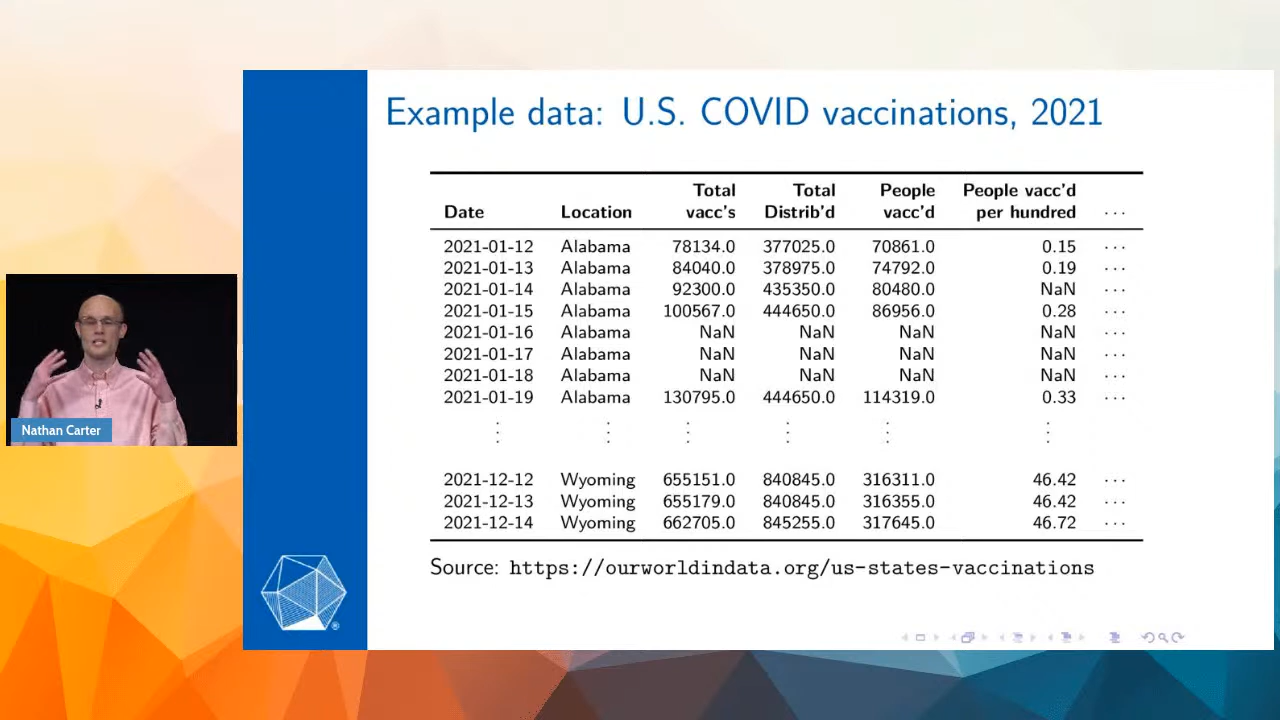 Example data: U.S. COVID vaccinations, 2021
Total Total People People vacc'd
Date Location vacc's Distrib'd vacc'd per hundred ···
2021-01-12 Alabama 78134.0 377025.0 70861.0 0.15 ···
2021-01-13 Alabama 84040.0 378975.0 74792.0 0.19 ···
2021-01-14 Alabama 92300.0 435350.0 80480.0 NaN ···
2021-01-15 Alabama 100567.0 444650.0 86956.0 0.28 ···
2021-01-16 Alabama NaN NaN NaN NaN ···
2021-01-17 Alabama NaN NaN NaN NaN ···
2021-01-18 Alabama NaN NaN NaN NaN ···
2021-01-19 Alabama 130795.0 444650.0 114319.0 0.33 ···
⋮ ⋮ ⋮ ⋮ ⋮ ⋮
2021-12-12 Wyoming 655151.0 840845.0 316311.0 46.42 ···
2021-12-13 Wyoming 655179.0 840845.0 316355.0 46.42 ···
2021-12-14 Wyoming 662705.0 845255.0 317645.0 46.72 ···
Source: https://ourworldindata.org/us-states-vaccinations
Nathan Carter
®